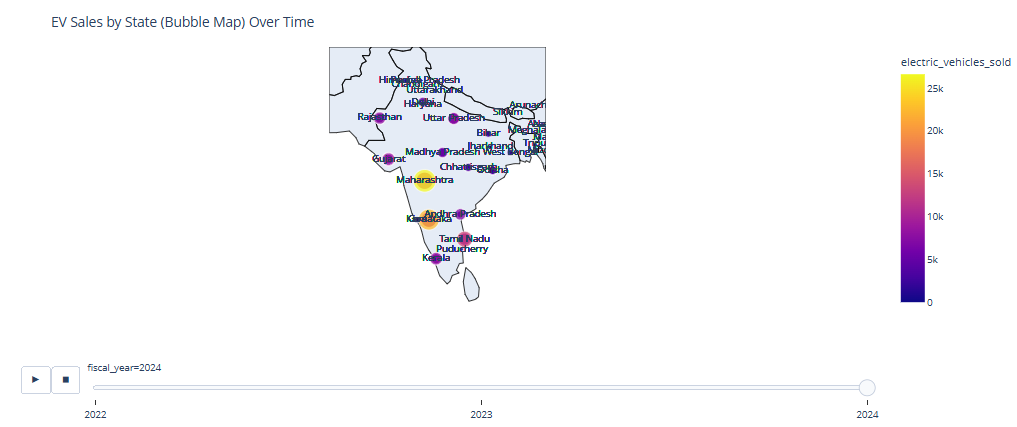 EV Sales by State (Bubble Map) Over Time
electric_vehicles_sold
25k
20k
15k
10k
5k
0
Chandigarh
Uttarakhand
Delhi
Haryana
Rajasthan
Uttar Pradesh
Sikkim
Bihar
Jharkhand
Madhya Pradesh
West Bengal
Gujarat
Chhattisgarh
Odisha
Maharashtra
Andhra Pradesh
Karnataka
Tamil Nadu
Puducherry
Kerala
fiscal_year=2024
2022
2023
2024